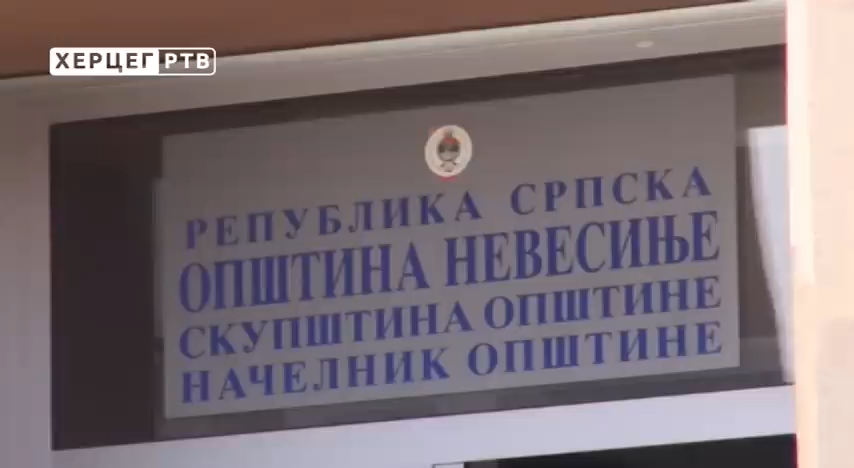 ХЕРЦЕГ РТВ
РЕПУБЛИКА СРПСКА
ОПШТИНА НЕВЕСИЊЕ
СКУПШТИНА ОПШТИНЕ
НАЧЕЛНИК ОПШТИНЕ